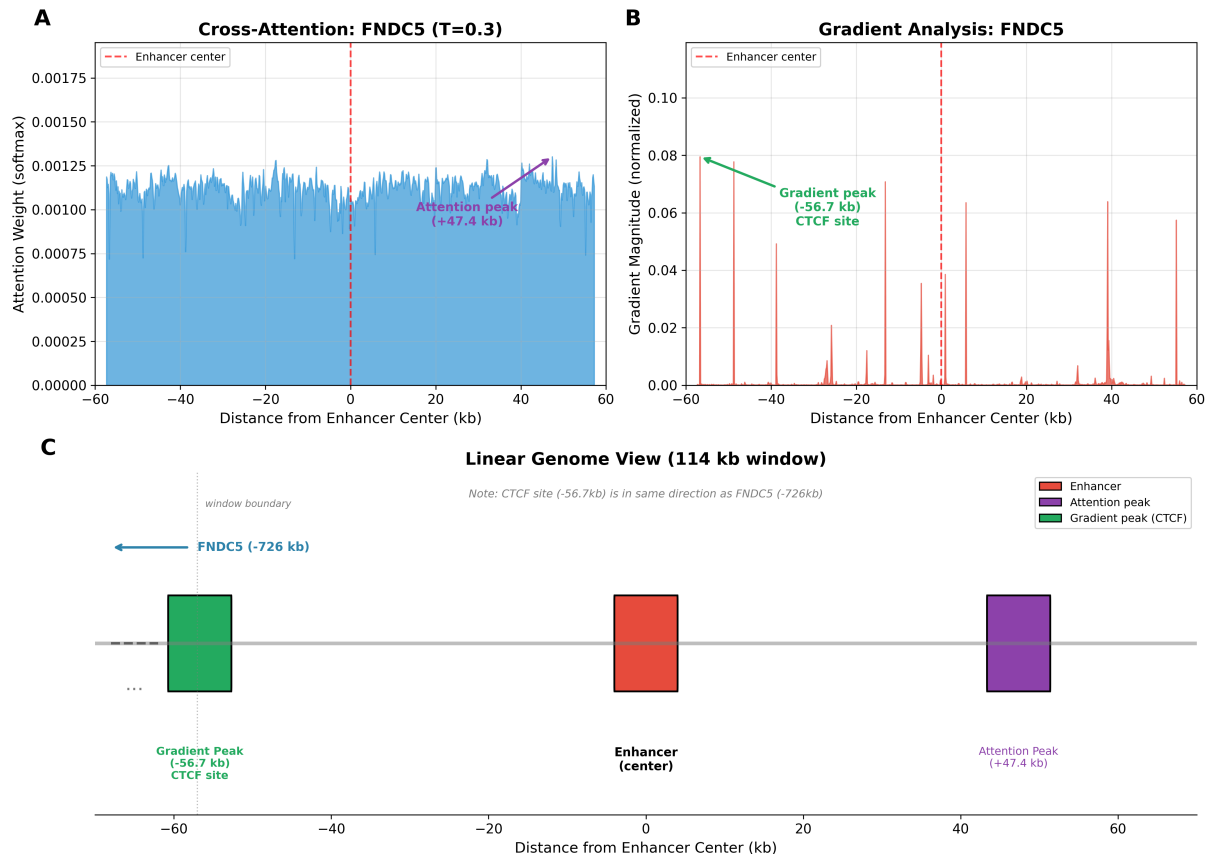 A
Cross-Attention: FNDC5 (T=0.3)
Enhancer center
Attention Weight (softmax)
0.00175
0.00150
0.00125
0.00100
0.00075
0.00050
0.00025
0.00000
Attention peak
(+47.4 kb)
−60 −40 −20 0 20 40 60
Distance from Enhancer Center (kb)
B
Gradient Analysis: FNDC5
Enhancer center
Gradient Magnitude (normalized)
0.10
0.08
0.06
0.04
0.02
0.00
Gradient peak
(-56.7 kb)
CTCF site
−60 −40 −20 0 20 40 60
Distance from Enhancer Center (kb)
C
Linear Genome View (114 kb window)
Note: CTCF site (-56.7kb) is in same direction as FNDC5 (-726kb)
window boundary
Enhancer
Attention peak
Gradient peak (CTCF)
FNDC5 (-726 kb)
...
Gradient Peak
(-56.7 kb)
CTCF site
Enhancer
(center)
Attention Peak
(+47.4 kb)
−60 −40 −20 0 20 40 60
Distance from Enhancer Center (kb)